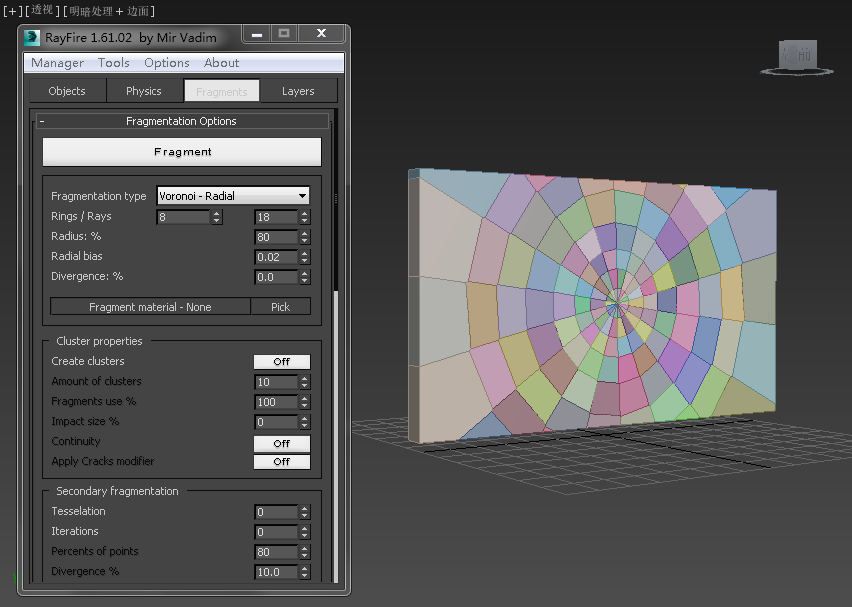 [+][透视][明暗处理 + 边面]
RayFire 1.61.02 by Mir Vadim
Manager Tools Options About
Objects Physics Fragments Layers
- Fragmentation Options
Fragment
Fragmentation type Voronoi - Radial
Rings / Rays 8 18
Radius: % 80
Radial bias 0.02
Divergence: % 0.0
Fragment material - None Pick
Cluster properties
Create clusters Off
Amount of clusters 10
Fragments use % 100
Impact size % 0
Continuity Off
Apply Cracks modifier Off
Secondary fragmentation
Tesselation 0
Iterations 0
Percents of points 80
Divergence % 10.0